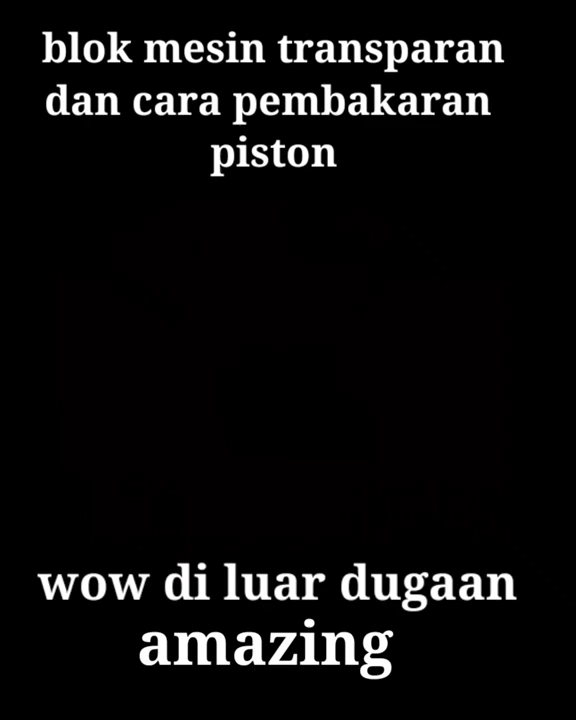 blok mesin transparan
dan cara pembakaran
piston
wow di luar dugaan
amazing